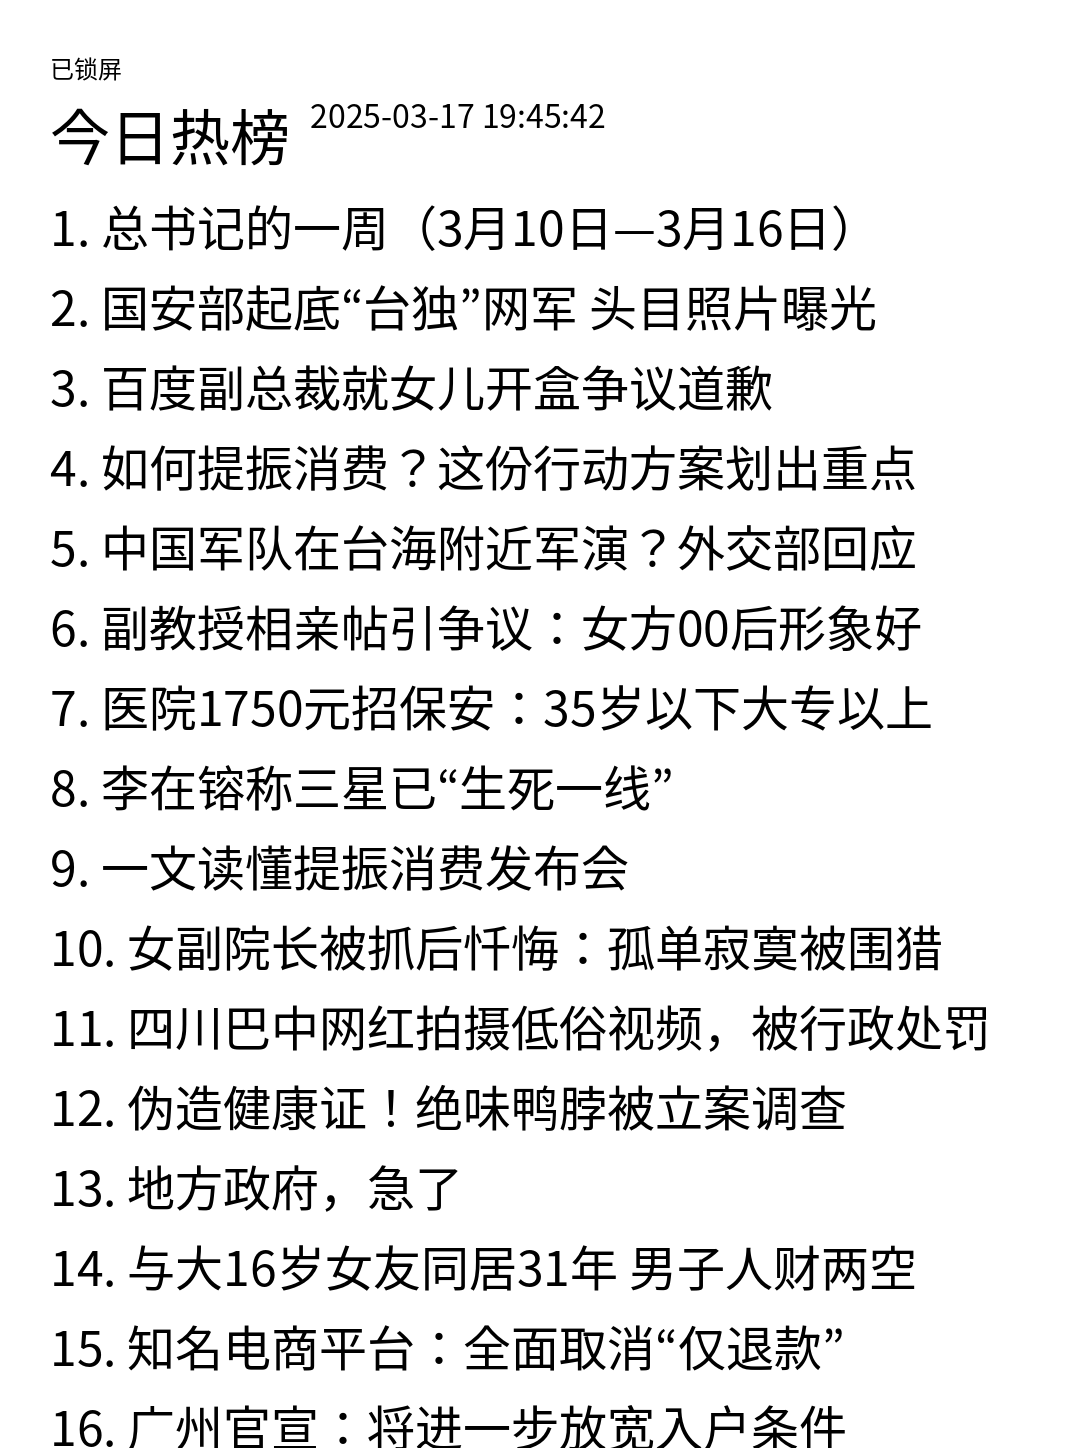 已锁屏
今日热榜 2025-03-17 19:45:42
1. 总书记的一周（3月10日—3月16日）
2. 国安部起底“台独”网军 头目照片曝光
3. 百度副总裁就女儿开盒争议道歉
4. 如何提振消费？这份行动方案划出重点
5. 中国军队在台海附近军演？外交部回应
6. 副教授相亲帖引争议：女方00后形象好
7. 医院1750元招保安：35岁以下大专以上
8. 李在镕称三星已“生死一线”
9. 一文读懂提振消费发布会
10. 女副院长被抓后忏悔：孤单寂寞被围猎
11. 四川巴中网红拍摄低俗视频，被行政处罚
12. 伪造健康证！绝味鸭脖被立案调查
13. 地方政府，急了
14. 与大16岁女友同居31年 男子人财两空
15. 知名电商平台：全面取消“仅退款”
16. 广州官宣：将进一步放宽入户条件